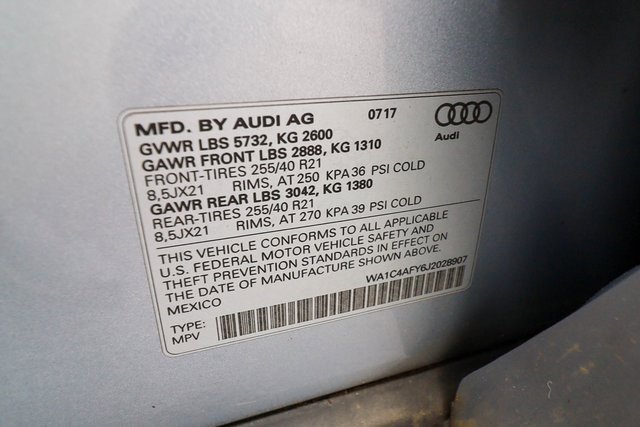 MFD. BY AUDI AG 0717
Audi
GVWR LBS 5732, KG 2600
GAWR FRONT LBS 2888, KG 1310
FRONT-TIRES 255/40 R21
8,5JX21 RIMS, AT 250 KPA 36 PSI COLD
GAWR REAR LBS 3042, KG 1380
REAR-TIRES 255/40 R21
8,5JX21 RIMS, AT 270 KPA 39 PSI COLD
THIS VEHICLE CONFORMS TO ALL APPLICABLE
U.S. FEDERAL MOTOR VEHICLE SAFETY AND
THEFT PREVENTION STANDARDS IN EFFECT ON
THE DATE OF MANUFACTURE SHOWN ABOVE.
MEXICO WA1C4AFY6J2028907
TYPE:
MPV